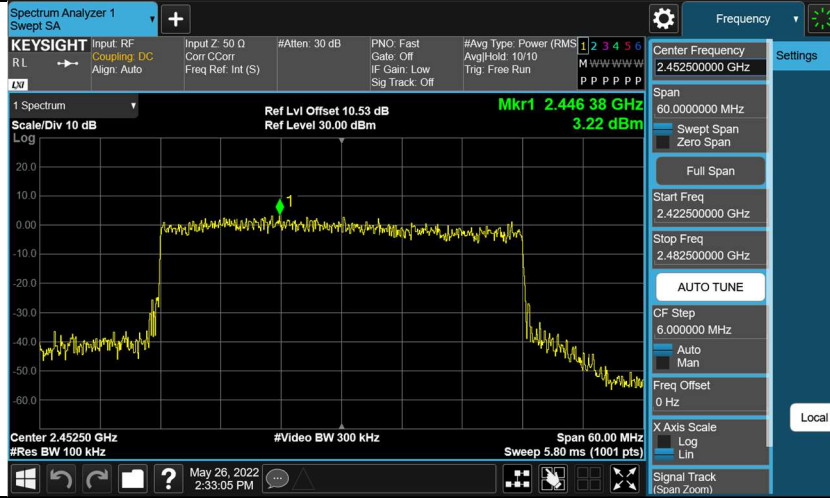 Spectrum Analyzer 1
Swept SA
+
Frequency
KEYSIGHT
RL
LXI
Input: RF
Coupling: DC
Align: Auto
Input Z: 50 Ω
Corr CCorr
Freq Ref: Int (S)
#Atten: 30 dB
PNO: Fast
Gate: Off
IF Gain: Low
Sig Track: Off
#Avg Type: Power (RMS
Avg|Hold: 10/10
Trig: Free Run
1 2 3 4 5 6
M W W W W W
P P P P P P
1 Spectrum
Scale/Div 10 dB
Log
Ref Lvl Offset 10.53 dB
Ref Level 30.00 dBm
Mkr1 2.446 38 GHz
3.22 dBm
20.0
10.0
0.00
-10.0
-20.0
-30.0
-40.0
-50.0
-60.0
1
Center 2.45250 GHz
#Res BW 100 kHz
#Video BW 300 kHz
Span 60.00 MHz
Sweep 5.80 ms (1001 pts)
?
May 26, 2022
2:33:05 PM
Center Frequency
2.452500000 GHz
Span
60.0000000 MHz
Swept Span
Zero Span
Full Span
Start Freq
2.422500000 GHz
Stop Freq
2.482500000 GHz
AUTO TUNE
CF Step
6.000000 MHz
Auto
Man
Freq Offset
0 Hz
X Axis Scale
Log
Lin
Signal Track
(Span Zoom)
Settings
Local